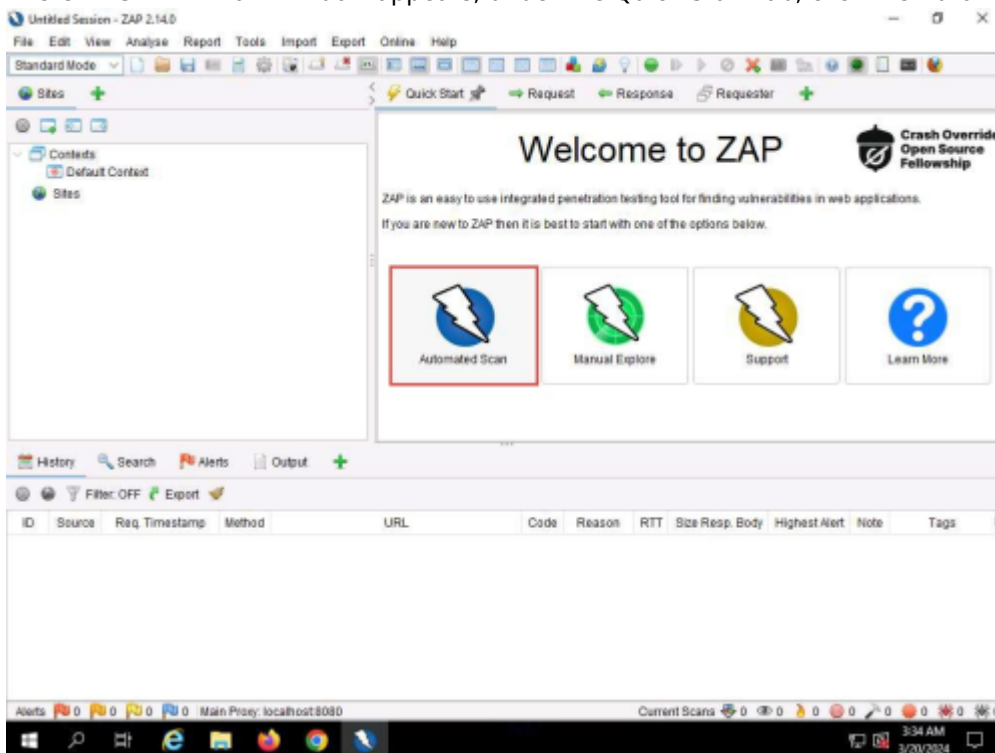 Untitled Session - ZAP 2.14.0
File Edit View Analyse Report Tools Import Export Online Help
Standard Mode
Sites
Quick Start Request Response Requester
Contexts
Default Context
Sites
Welcome to ZAP
Crash Override
Open Source
Fellowship
ZAP is an easy to use integrated penetration testing tool for finding vulnerabilities in web applications.
If you are new to ZAP then it is best to start with one of the options below.
Automated Scan
Manual Explore
Support
Learn More
History Search Alerts Output
Filter: OFF Export
ID Source Req. Timestamp Method URL Code Reason RTT Size Resp. Body Highest Alert Note Tags
Alerts 0 0 0 0 Main Proxy: localhost:8080 Current Scans 0 0 0 0 0 0 0
3:34 AM
3/20/2024